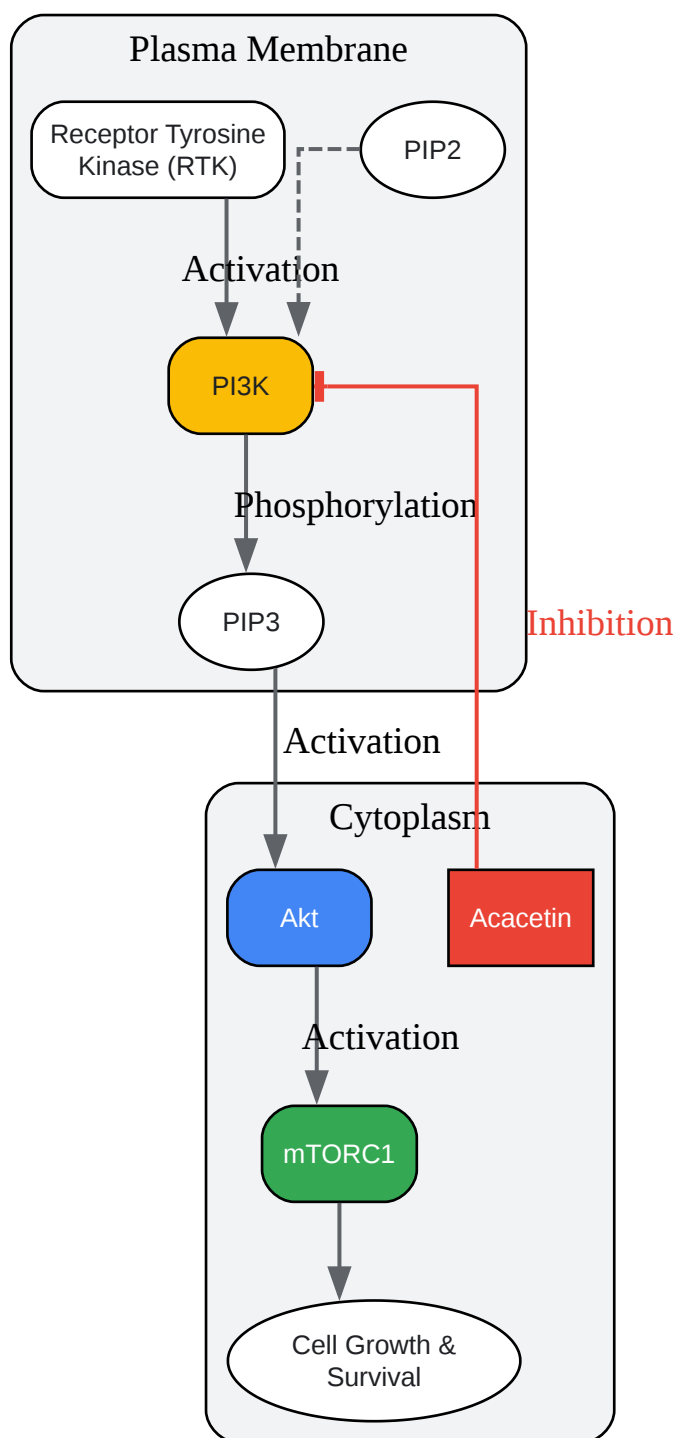 Plasma Membrane
Receptor Tyrosine
Kinase (RTK)
PIP2
Activation
PI3K
Phosphorylation
PIP3
Inhibition
Activation
Cytoplasm
Akt
Acacetin
Activation
mTORC1
Cell Growth &
Survival